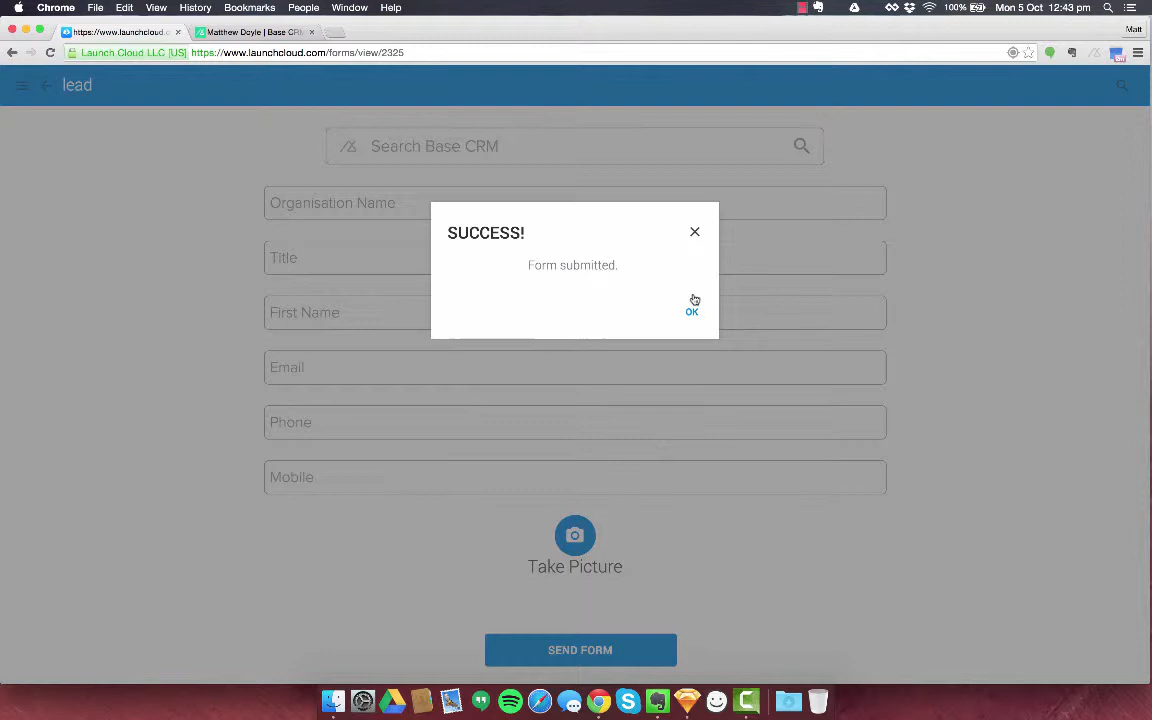 Chrome File Edit View History Bookmarks People Window Help 100% Mon 5 Oct 12:43 pm
https://www.launchcloud.co Matthew Doyle | Base CRM Matt
Launch Cloud LLC [US] https://www.launchcloud.com/forms/view/2325
lead
Search Base CRM
Organisation Name
SUCCESS!
Form submitted.
OK
Title
First Name
Email
Phone
Mobile
Take Picture
SEND FORM